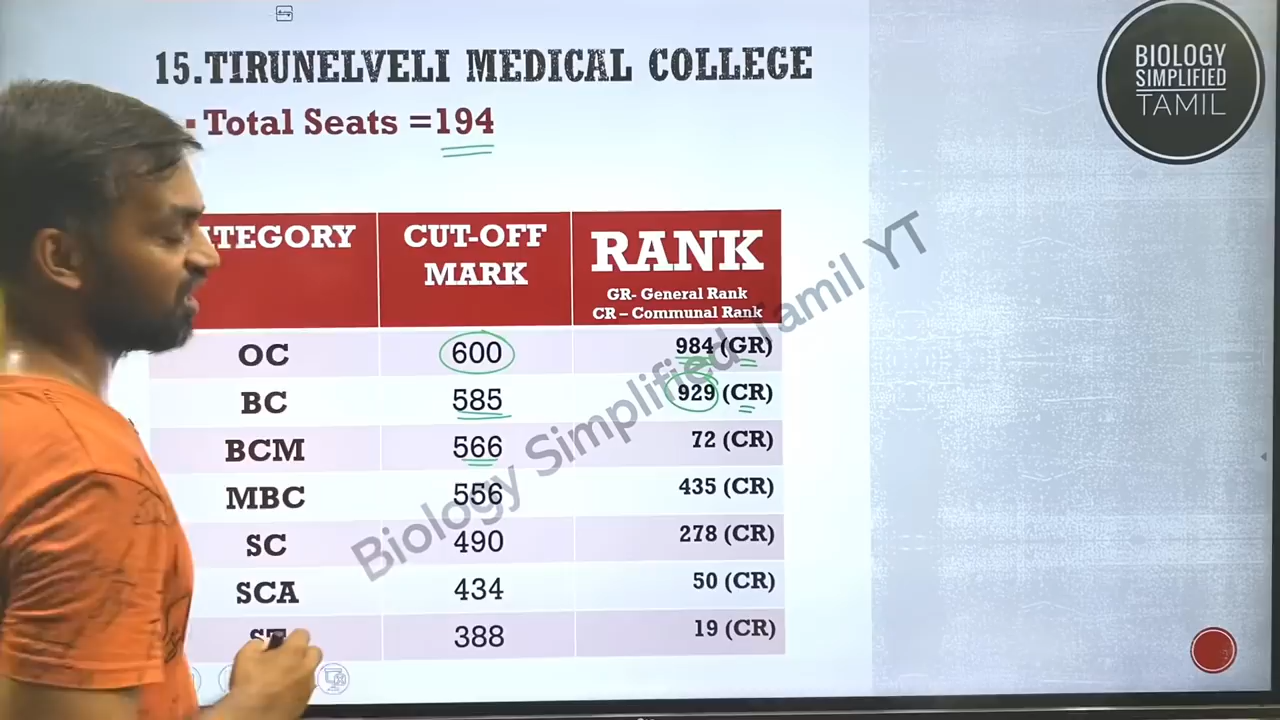 15.TIRUNELVELI MEDICAL COLLEGE
BIOLOGY
SIMPLIFIED
TAMIL
▪ Total Seats =194
ATEGORY CUT-OFF MARK RANK
GR- General Rank
CR – Communal Rank
OC 600 984 (GR)
BC 585 929 (CR)
BCM 566 72 (CR)
MBC 556 435 (CR)
SC 490 278 (CR)
SCA 434 50 (CR)
ST 388 19 (CR)
Biology Simplified Tamil YT